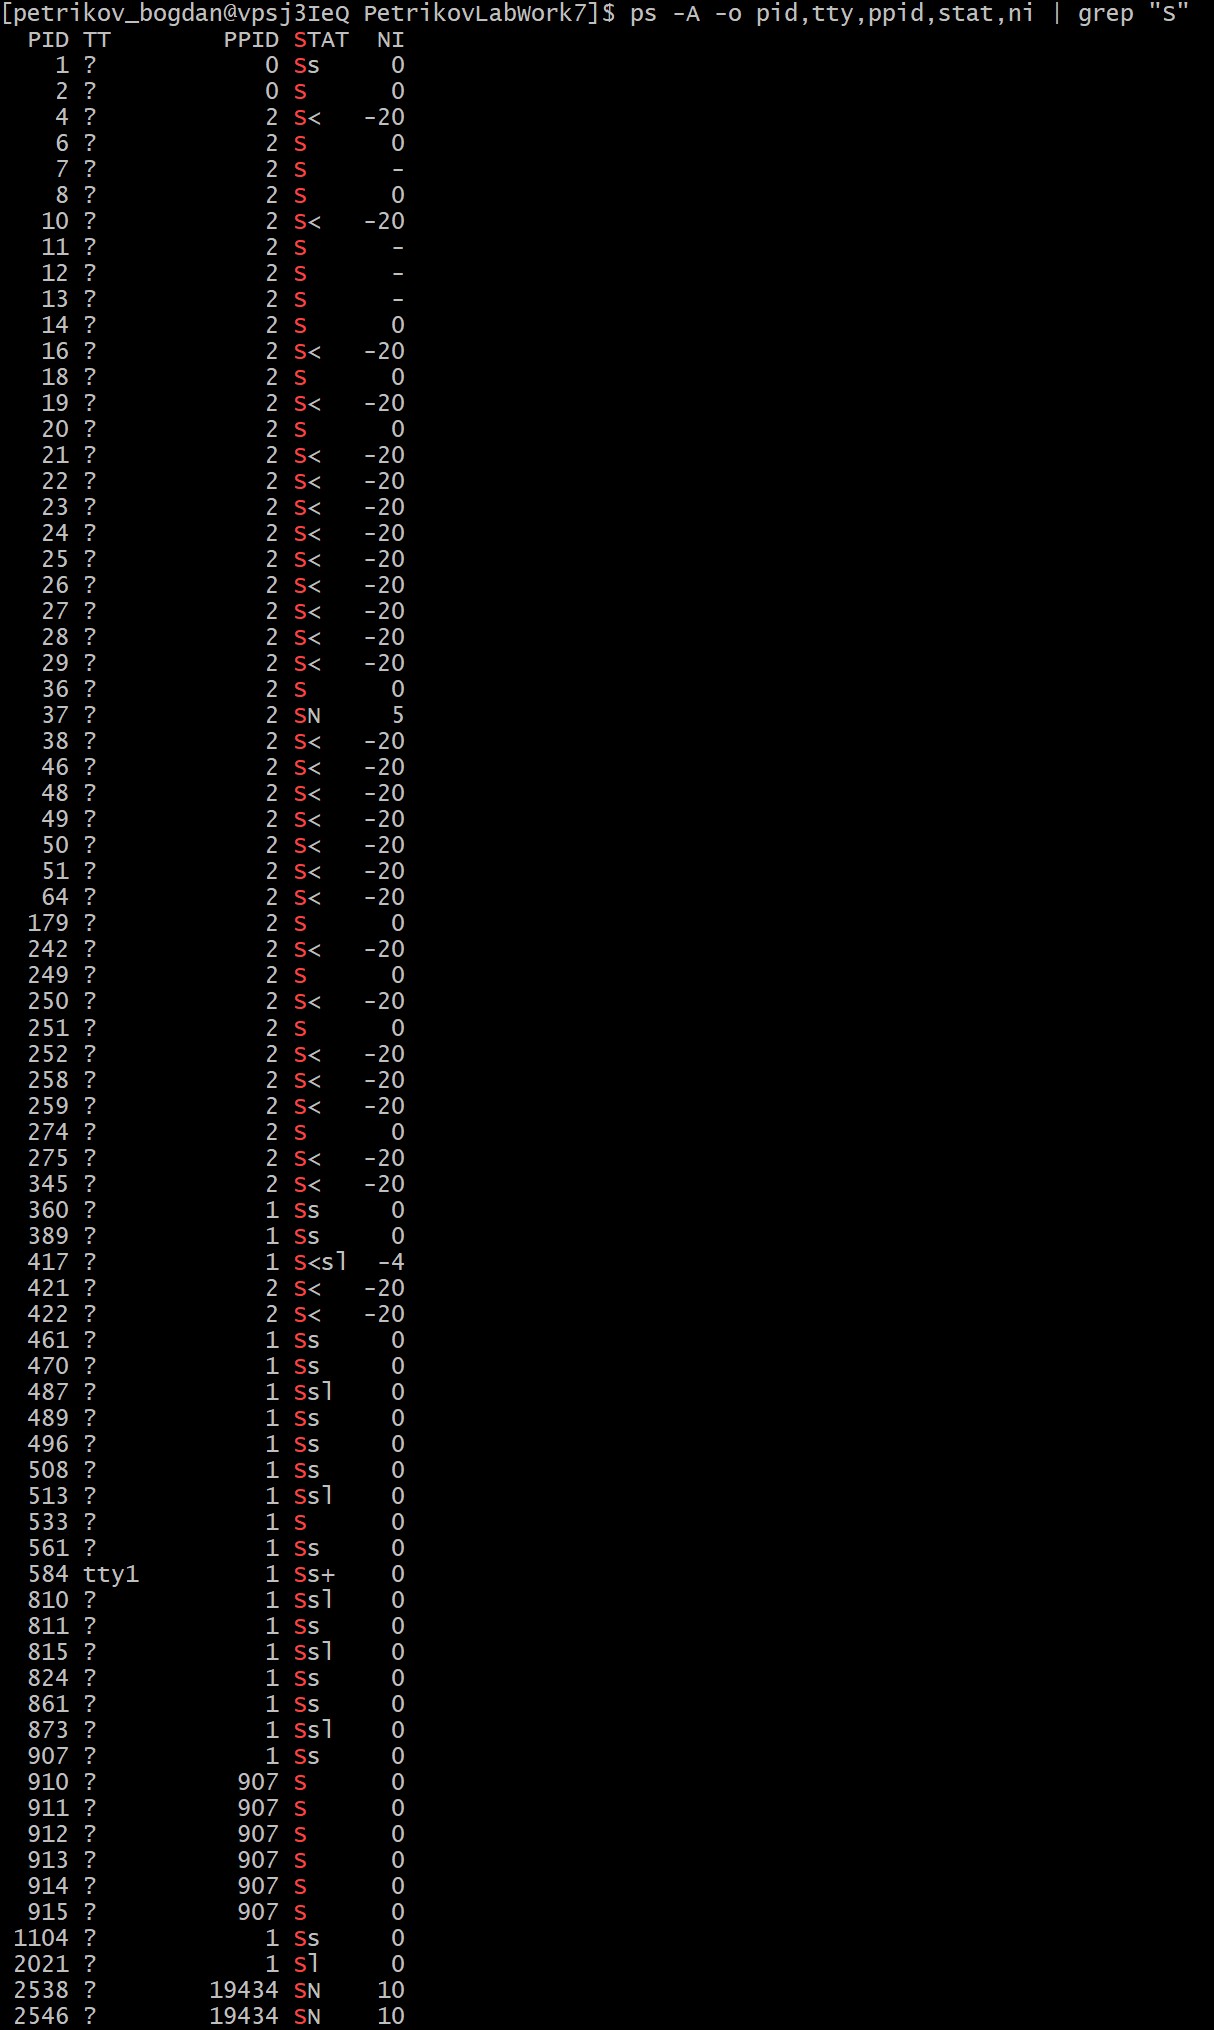 [petrikov_bogdan@vpsj3IeQ PetrikovLabWork7]$ ps -A -o pid,tty,ppid,stat,ni | grep "S"
  PID TT        PPID STAT  NI
    1 ?            0 Ss     0
    2 ?            0 S      0
    4 ?            2 S<   -20
    6 ?            2 S      0
    7 ?            2 S      -
    8 ?            2 S      0
   10 ?            2 S<   -20
   11 ?            2 S      -
   12 ?            2 S      -
   13 ?            2 S      -
   14 ?            2 S      0
   16 ?            2 S<   -20
   18 ?            2 S      0
   19 ?            2 S<   -20
   20 ?            2 S      0
   21 ?            2 S<   -20
   22 ?            2 S<   -20
   23 ?            2 S<   -20
   24 ?            2 S<   -20
   25 ?            2 S<   -20
   26 ?            2 S<   -20
   27 ?            2 S<   -20
   28 ?            2 S<   -20
   29 ?            2 S<   -20
   36 ?            2 S      0
   37 ?            2 SN     5
   38 ?            2 S<   -20
   46 ?            2 S<   -20
   48 ?            2 S<   -20
   49 ?            2 S<   -20
   50 ?            2 S<   -20
   51 ?            2 S<   -20
   64 ?            2 S<   -20
  179 ?            2 S      0
  242 ?            2 S<   -20
  249 ?            2 S      0
  250 ?            2 S<   -20
  251 ?            2 S      0
  252 ?            2 S<   -20
  258 ?            2 S<   -20
  259 ?            2 S<   -20
  274 ?            2 S      0
  275 ?            2 S<   -20
  345 ?            2 S<   -20
  360 ?            1 Ss     0
  389 ?            1 Ss     0
  417 ?            1 S<sl  -4
  421 ?            2 S<   -20
  422 ?            2 S<   -20
  461 ?            1 Ss     0
  470 ?            1 Ss     0
  487 ?            1 Ssl    0
  489 ?            1 Ss     0
  496 ?            1 Ss     0
  508 ?            1 Ss     0
  513 ?            1 Ssl    0
  533 ?            1 S      0
  561 ?            1 Ss     0
  584 tty1         1 Ss+    0
  810 ?            1 Ssl    0
  811 ?            1 Ss     0
  815 ?            1 Ssl    0
  824 ?            1 Ss     0
  861 ?            1 Ss     0
  873 ?            1 Ssl    0
  907 ?            1 Ss     0
  910 ?          907 S      0
  911 ?          907 S      0
  912 ?          907 S      0
  913 ?          907 S      0
  914 ?          907 S      0
  915 ?          907 S      0
 1104 ?            1 Ss     0
 2021 ?            1 Sl     0
 2538 ?        19434 SN    10
 2546 ?        19434 SN    10